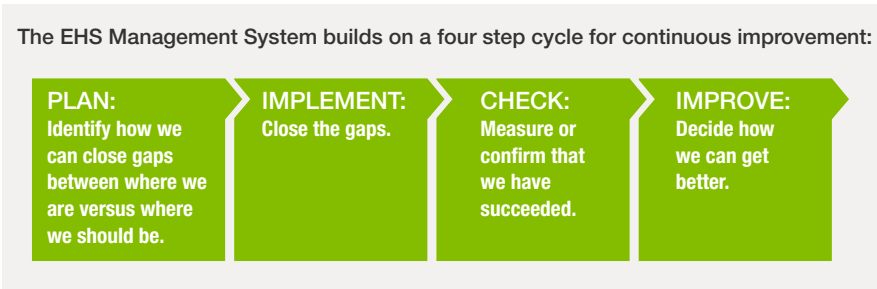 The EHS Management System builds on a four step cycle for continuous improvement:
PLAN:
Identify how we
can close gaps
between where we
are versus where
we should be.
IMPLEMENT:
Close the gaps.
CHECK:
Measure or
confirm that
we have
succeeded.
IMPROVE:
Decide how
we can get
better.